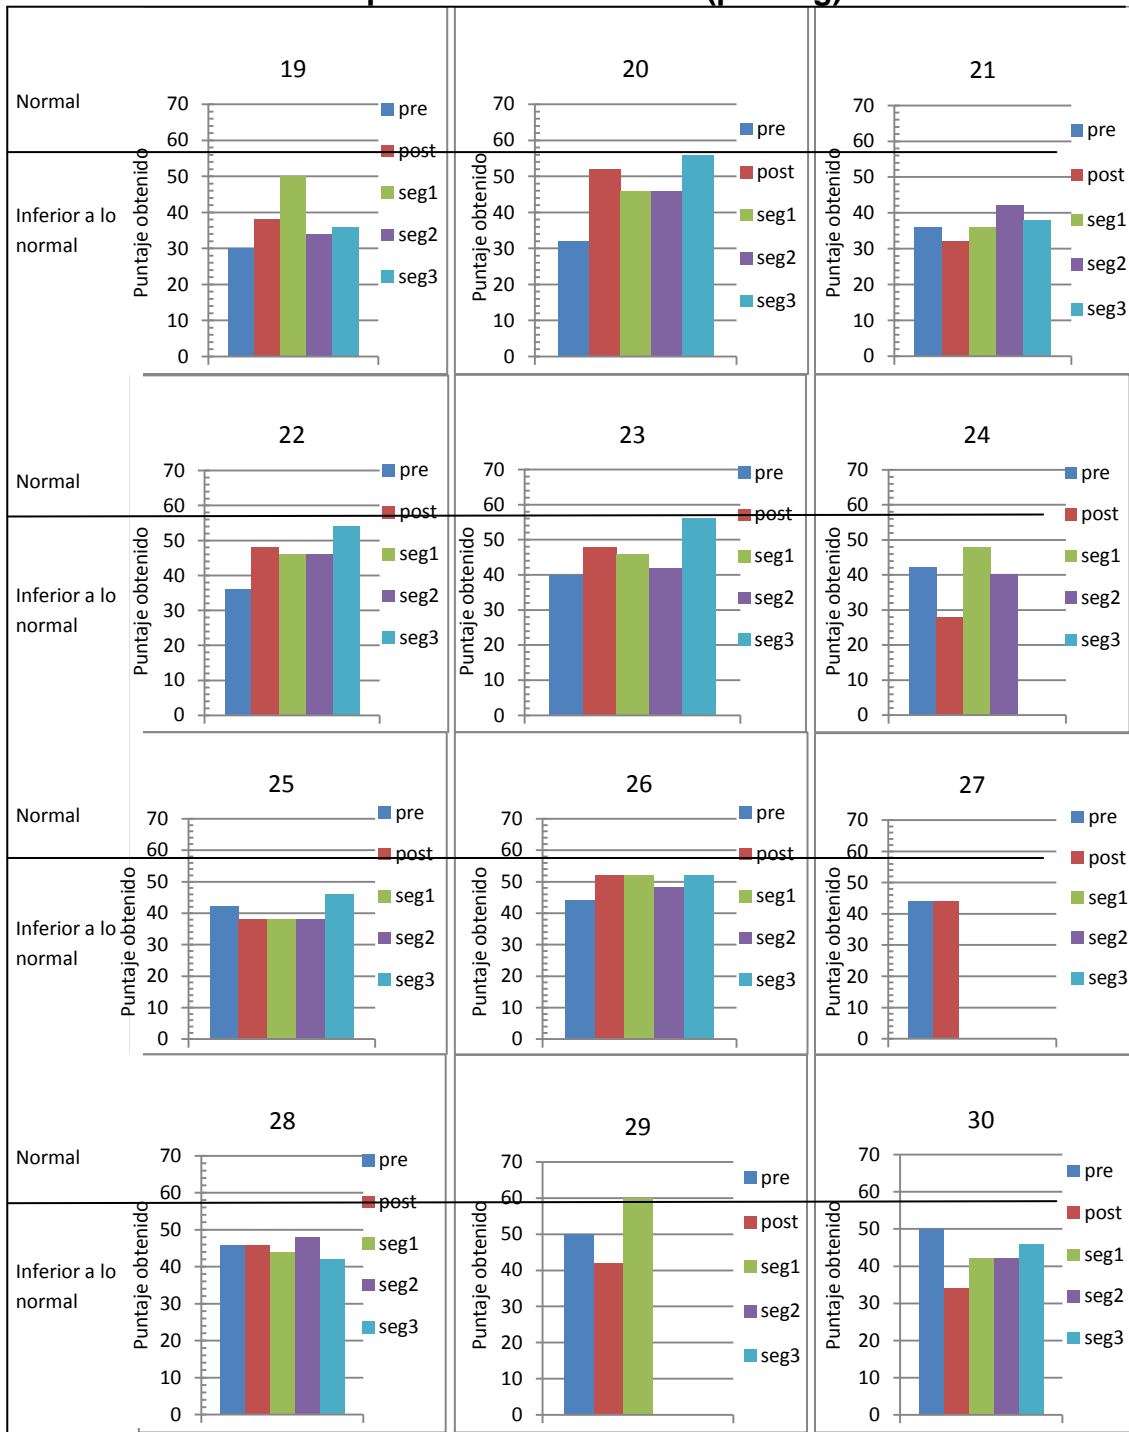 19
20
21
Normal
Inferior a lo
normal
Puntaje obtenido
70
60
50
40
30
20
10
0
pre
post
seg1
seg2
seg3
Puntaje obtenido
70
60
50
40
30
20
10
0
pre
post
seg1
seg2
seg3
Puntaje obtenido
70
60
50
40
30
20
10
0
pre
post
seg1
seg2
seg3
22
23
24
Normal
Inferior a lo
normal
Puntaje obtenido
70
60
50
40
30
20
10
0
pre
post
seg1
seg2
seg3
Puntaje obtenido
70
60
50
40
30
20
10
0
pre
post
seg1
seg2
seg3
Puntaje obtenido
70
60
50
40
30
20
10
0
pre
post
seg1
seg2
seg3
25
26
27
Normal
Inferior a lo
normal
Puntaje obtenido
70
60
50
40
30
20
10
0
pre
post
seg1
seg2
seg3
Puntaje obtenido
70
60
50
40
30
20
10
0
pre
post
seg1
seg2
seg3
Puntaje obtenido
70
60
50
40
30
20
10
0
pre
post
seg1
seg2
seg3
28
29
30
Normal
Inferior a lo
normal
Puntaje obtenido
70
60
50
40
30
20
10
0
pre
post
seg1
seg2
seg3
Puntaje obtenido
70
60
50
40
30
20
10
0
pre
post
seg1
seg2
seg3
Puntaje obtenido
70
60
50
40
30
20
10
0
pre
post
seg1
seg2
seg3